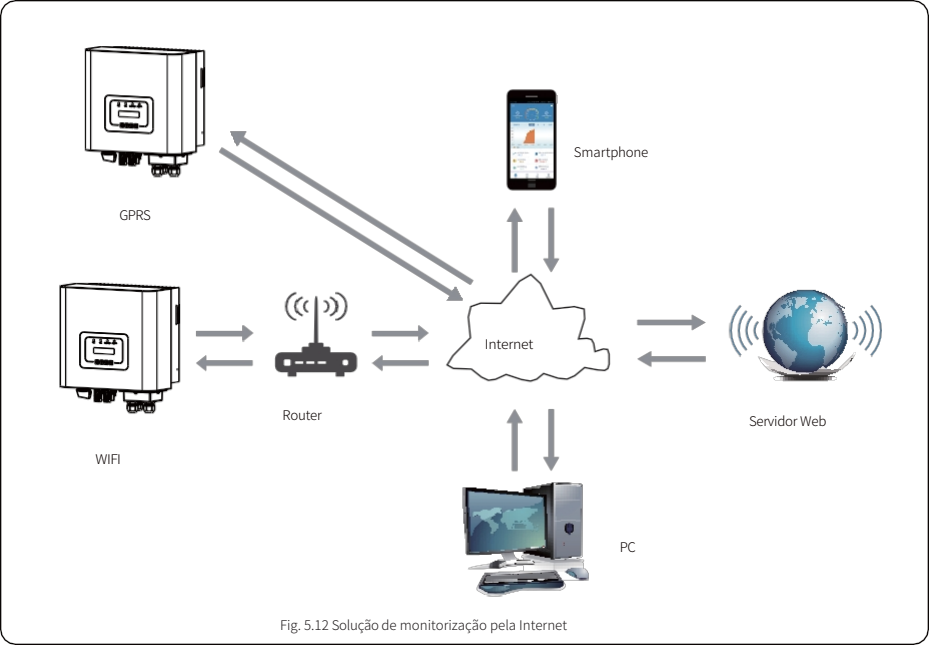 Smartphone
GPRS
Internet
Router
Servidor Web
WIFI
PC
Fig. 5.12 Solução de monitorização pela Internet